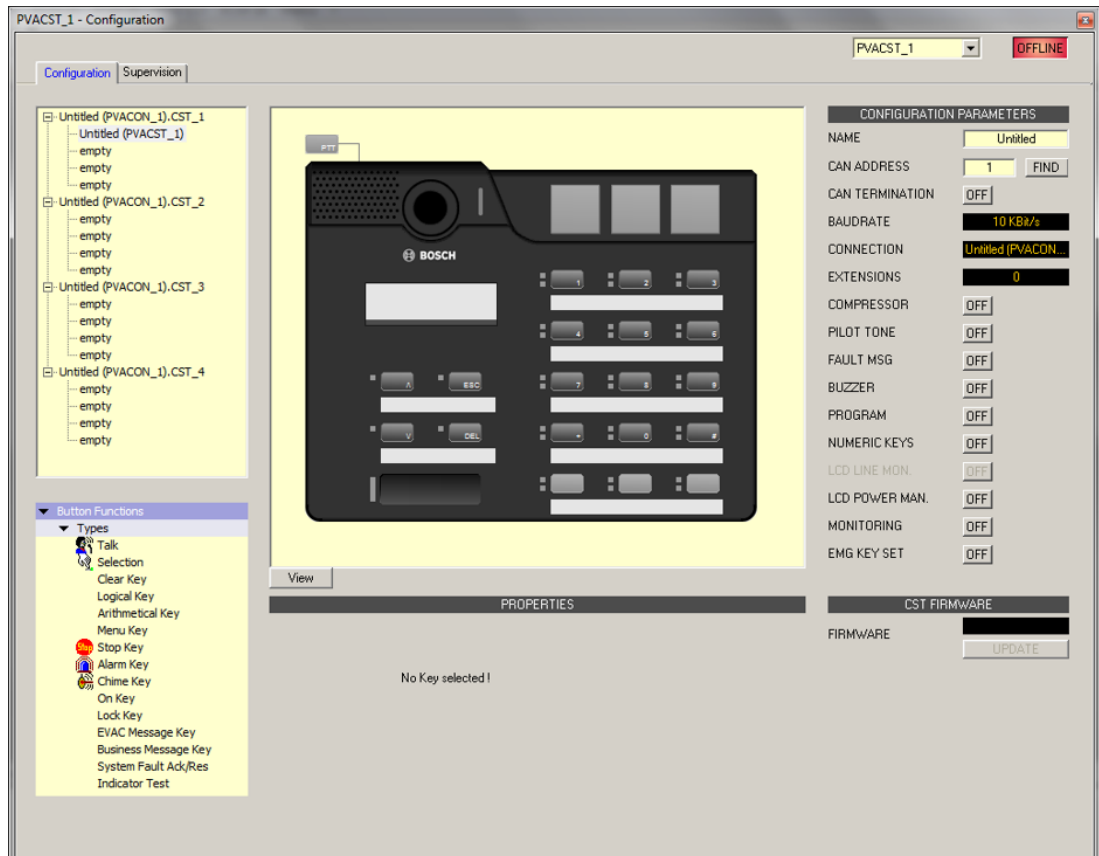 PVACST_1 - Configuration
PVACST_1
OFFLINE
Configuration
Supervision
Untitled (PVACON_1).CST_1
Untitled (PVACST_1)
empty
empty
empty
Untitled (PVACON_1).CST_2
empty
empty
empty
empty
Untitled (PVACON_1).CST_3
empty
empty
empty
empty
Untitled (PVACON_1).CST_4
empty
empty
empty
empty
Button Functions
Types
Talk
Selection
Clear Key
Logical Key
Arithmetical Key
Menu Key
Stop Key
Alarm Key
Chime Key
On Key
Lock Key
EVAC Message Key
Business Message Key
System Fault Ack/Res
Indicator Test
PTT
BOSCH
1 2 3
4 5 6
Λ ESC 7 8 9
V DEL * 0 #
View
PROPERTIES
No Key selected !
CONFIGURATION PARAMETERS
NAME Untitled
CAN ADDRESS 1 FIND
CAN TERMINATION OFF
BAUDRATE 10 KBit/s
CONNECTION Untitled (PVACON...
EXTENSIONS 0
COMPRESSOR OFF
PILOT TONE OFF
FAULT MSG OFF
BUZZER OFF
PROGRAM OFF
NUMERIC KEYS OFF
LCD LINE MON. OFF
LCD POWER MAN. OFF
MONITORING OFF
EMG KEY SET OFF
CST FIRMWARE
FIRMWARE
UPDATE